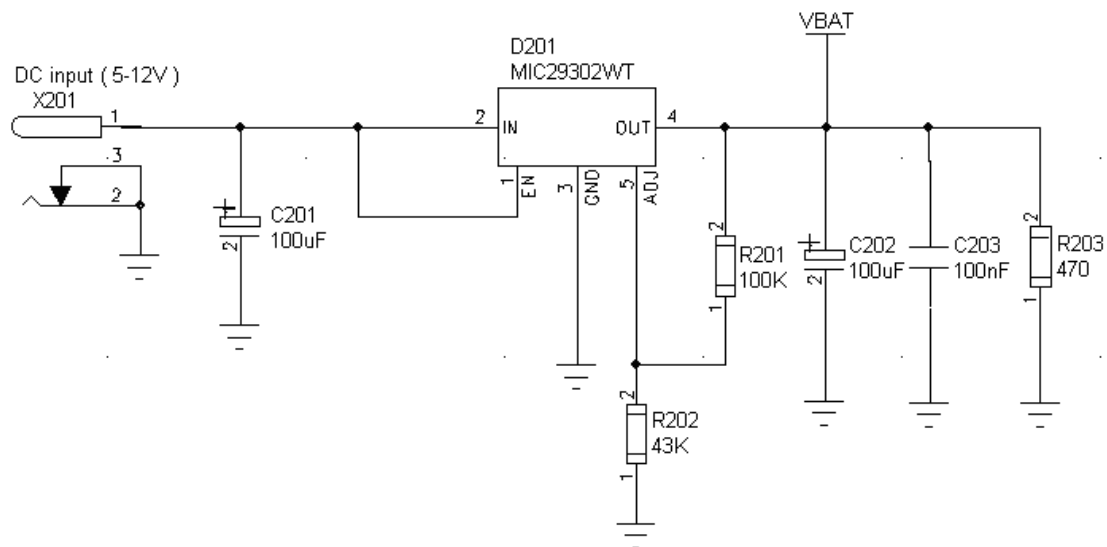 VBAT
D201
MIC29302WT
DC input ( 5-12V )
X201
1
2
IN
OUT
4
3
2
1
EN
3
GND
5
ADJ
+
C201
100uF
2
2
R201
100K
1
+
C202
100uF
2
C203
100nF
2
R203
470
1
2
R202
43K
1